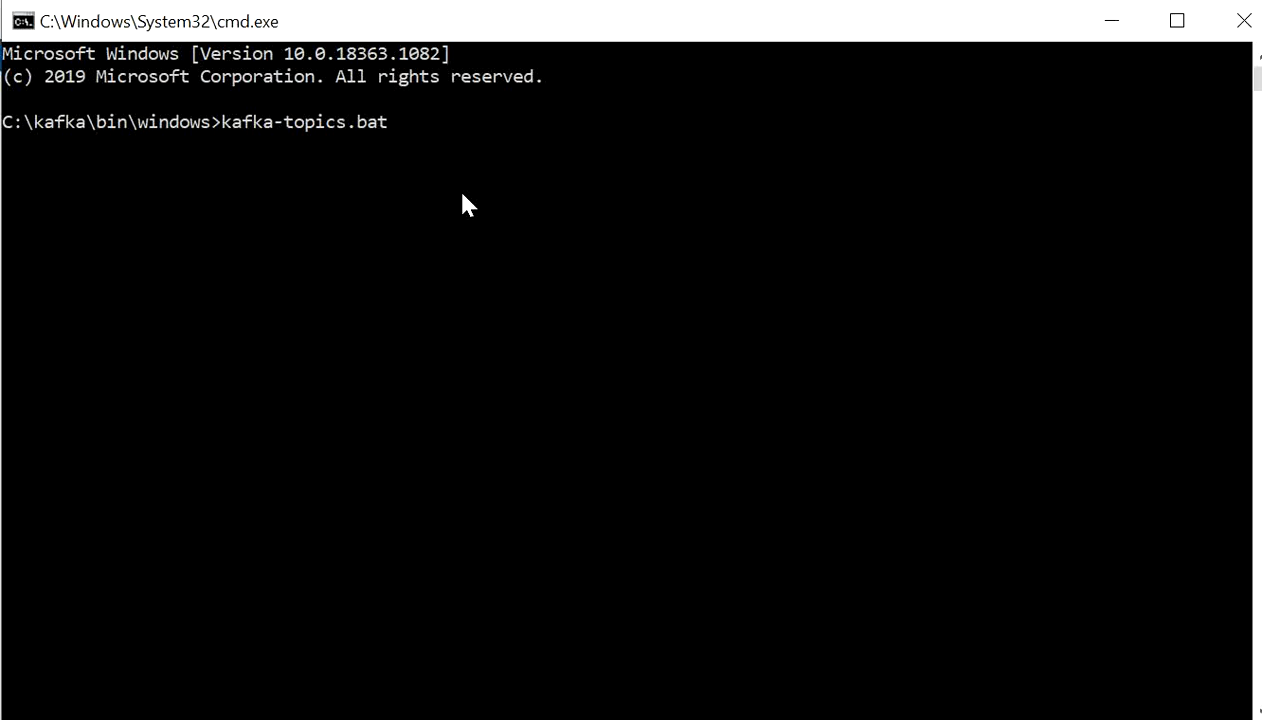 C:\Windows\System32\cmd.exe
Microsoft Windows [Version 10.0.18363.1082]
(c) 2019 Microsoft Corporation. All rights reserved.
C:\kafka\bin\windows>kafka-topics.bat